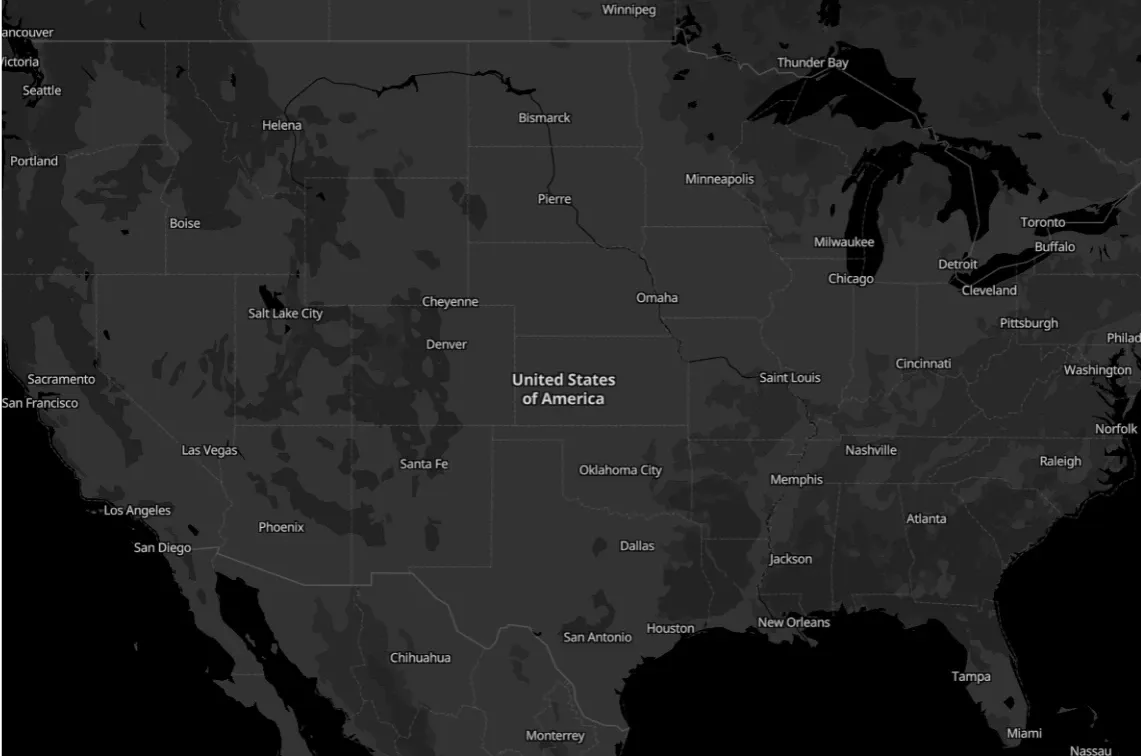 Winnipeg
ancouver
Victoria
Thunder Bay
Seattle
Bismarck
Helena
Portland
Minneapolis
Pierre
Boise
Toronto
Milwaukee
Buffalo
Detroit
Chicago
Cleveland
Omaha
Cheyenne
Salt Lake City
Pittsburgh
Philad
Denver
Cincinnati
Washington
United States
of America
Saint Louis
Sacramento
San Francisco
Norfolk
Las Vegas
Nashville
Santa Fe
Raleigh
Oklahoma City
Memphis
Los Angeles
Atlanta
Phoenix
Dallas
San Diego
Jackson
New Orleans
Houston
San Antonio
Chihuahua
Tampa
Miami
Monterrey
Nassau